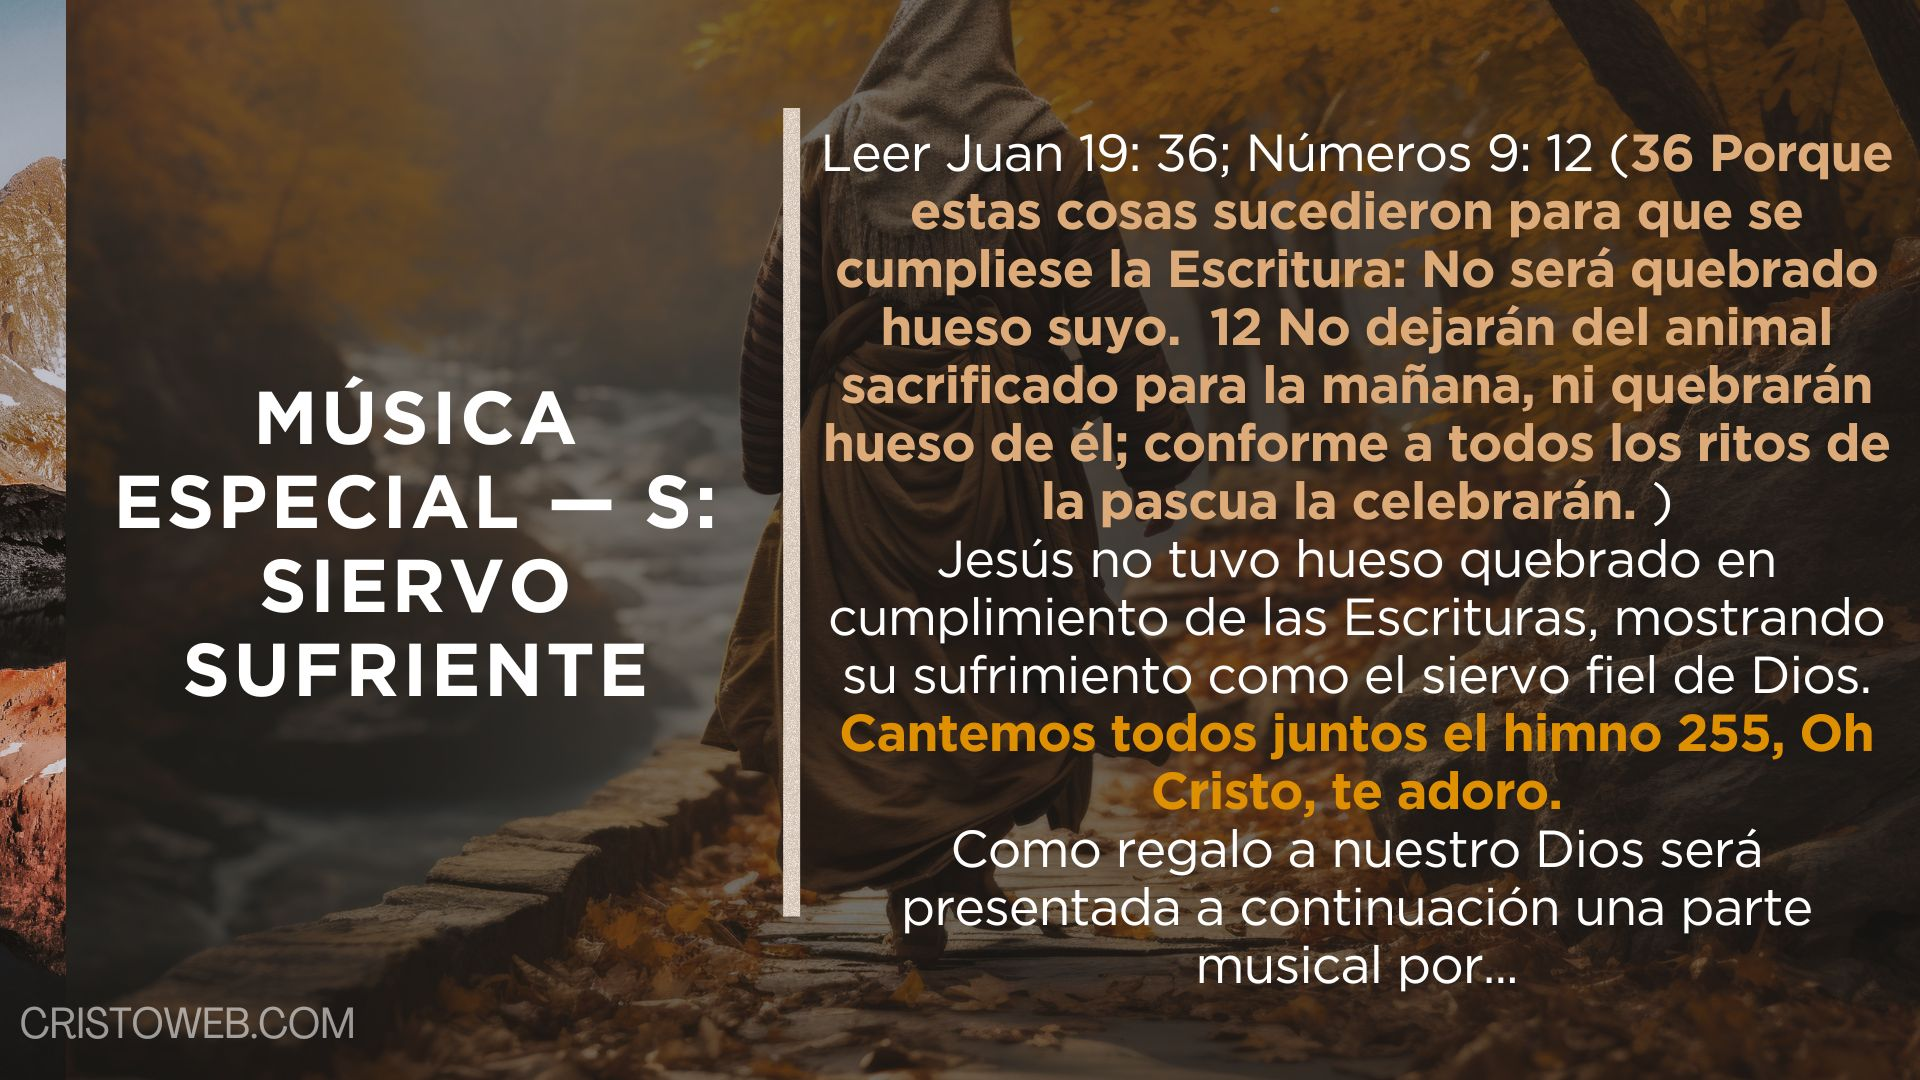 MÚSICA
ESPECIAL — S:
SIERVO
SUFRIENTE
Leer Juan 19: 36; Números 9: 12 (36 Porque
estas cosas sucedieron para que se
cumpliese la Escritura: No será quebrado
hueso suyo.  12 No dejarán del animal
sacrificado para la mañana, ni quebrarán
hueso de él; conforme a todos los ritos de
la pascua la celebrarán. )
Jesús no tuvo hueso quebrado en
cumplimiento de las Escrituras, mostrando
su sufrimiento como el siervo fiel de Dios.
Cantemos todos juntos el himno 255, Oh
Cristo, te adoro.
Como regalo a nuestro Dios será
presentada a continuación una parte
musical por...
CRISTOWEB.COM